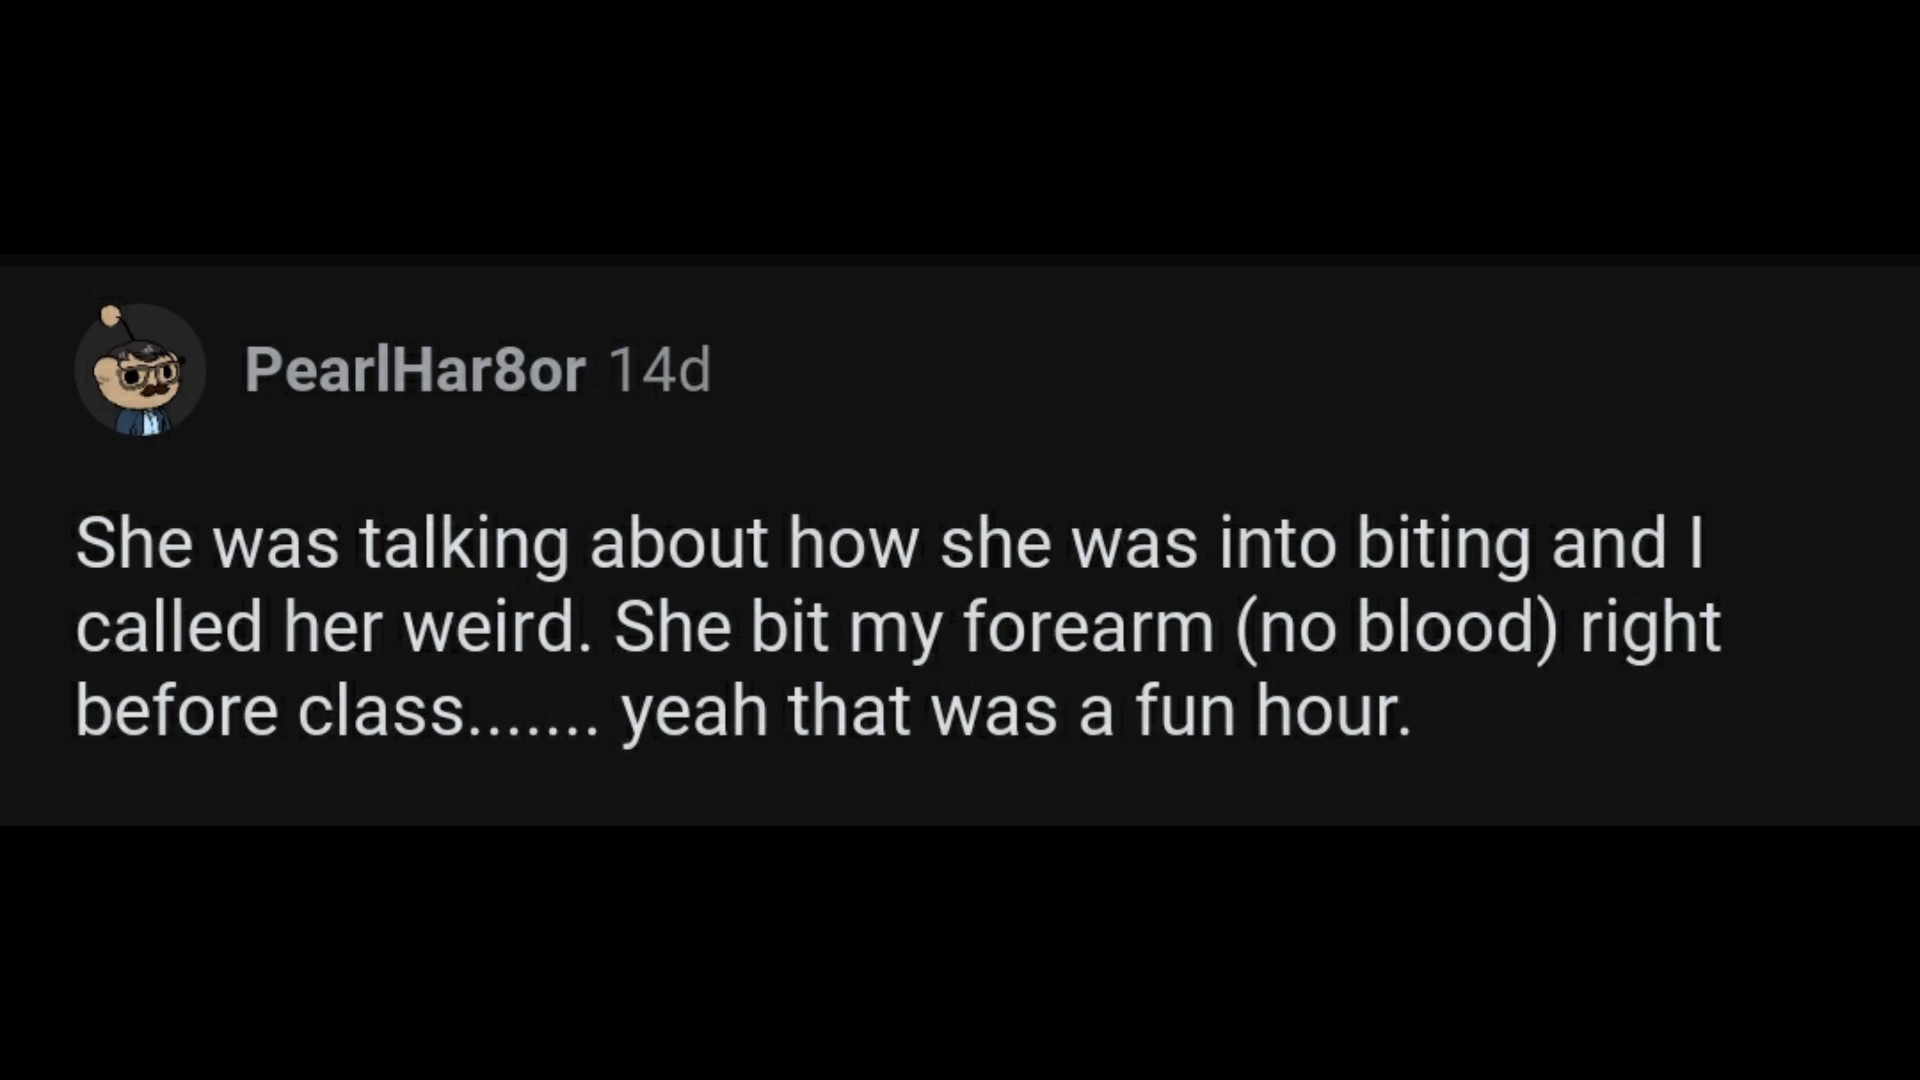 PearlHar8or 14d
She was talking about how she was into biting and I
called her weird. She bit my forearm (no blood) right
before class....... yeah that was a fun hour.